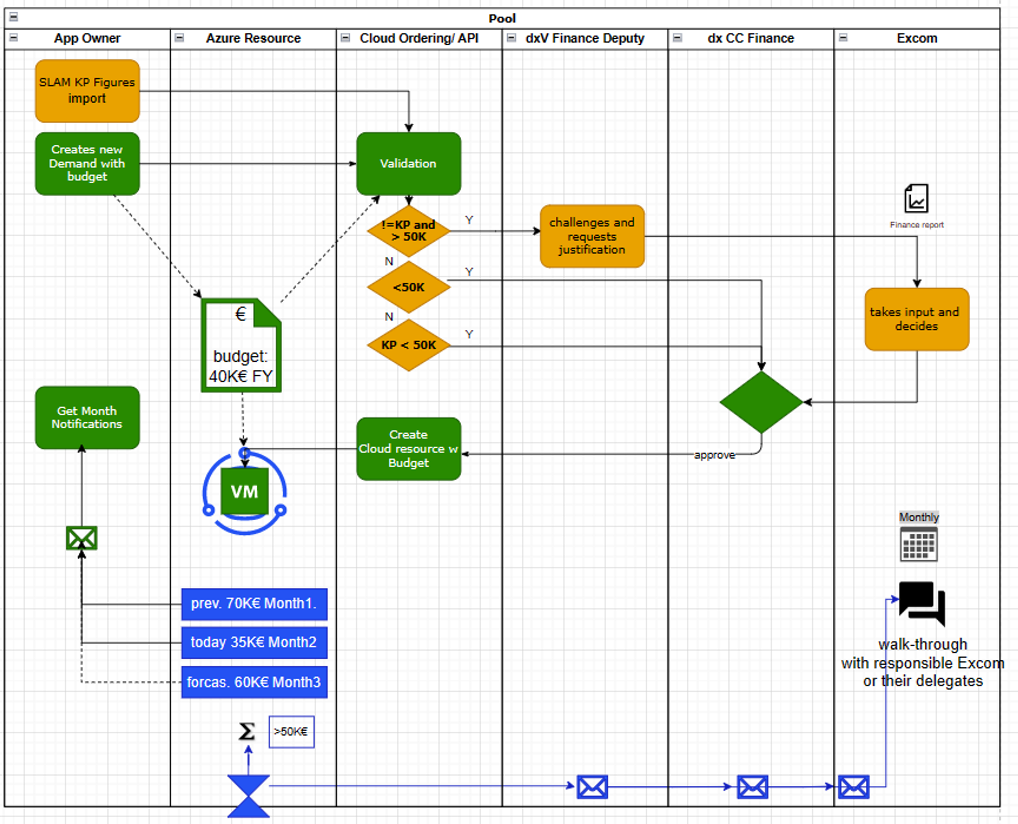 Pool
App Owner
Azure Resource
Cloud Ordering/ API
dxV Finance Deputy
dx CC Finance
Excom
SLAM KP Figures
import
Creates new
Demand with
budget
Validation
!=KP and
> 50K
Y
challenges and
requests
justification
Finance report
N
<50K
Y
takes input and
decides
N
KP < 50K
Y
€
budget:
40K€ FY
Get Month
Notifications
Create
Cloud resource w
Budget
approve
VM
Monthly
prev. 70K€ Month1.
today 35K€ Month2
forcas. 60K€ Month3
walk-through
with responsible Excom
or their delegates
Σ
>50K€